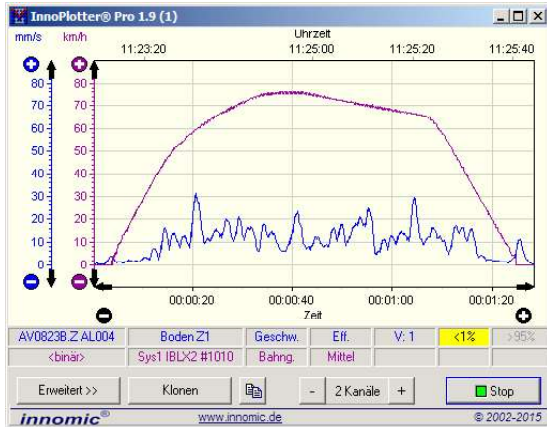 InnoPlotter® Pro 1.9 (1)
mm/s km/h Uhrzeit
11:23:20 11:25:00 11:25:20 11:25:40
80 80
70 70
60 60
50 50
40 40
30 30
20 20
10 10
0 0
00:00:20 00:00:40 00:01:00 00:01:20
Zeit
AV0823B.Z AL004 Boden Z1 Geschw. Eff. V: 1 <1% >95%
<binär> Sys1 IBLX2 #1010 Bahng. Mittel
Erweitert >> Klonen - 2 Kanäle + Stop
innomic® www.innomic.de © 2002-2015